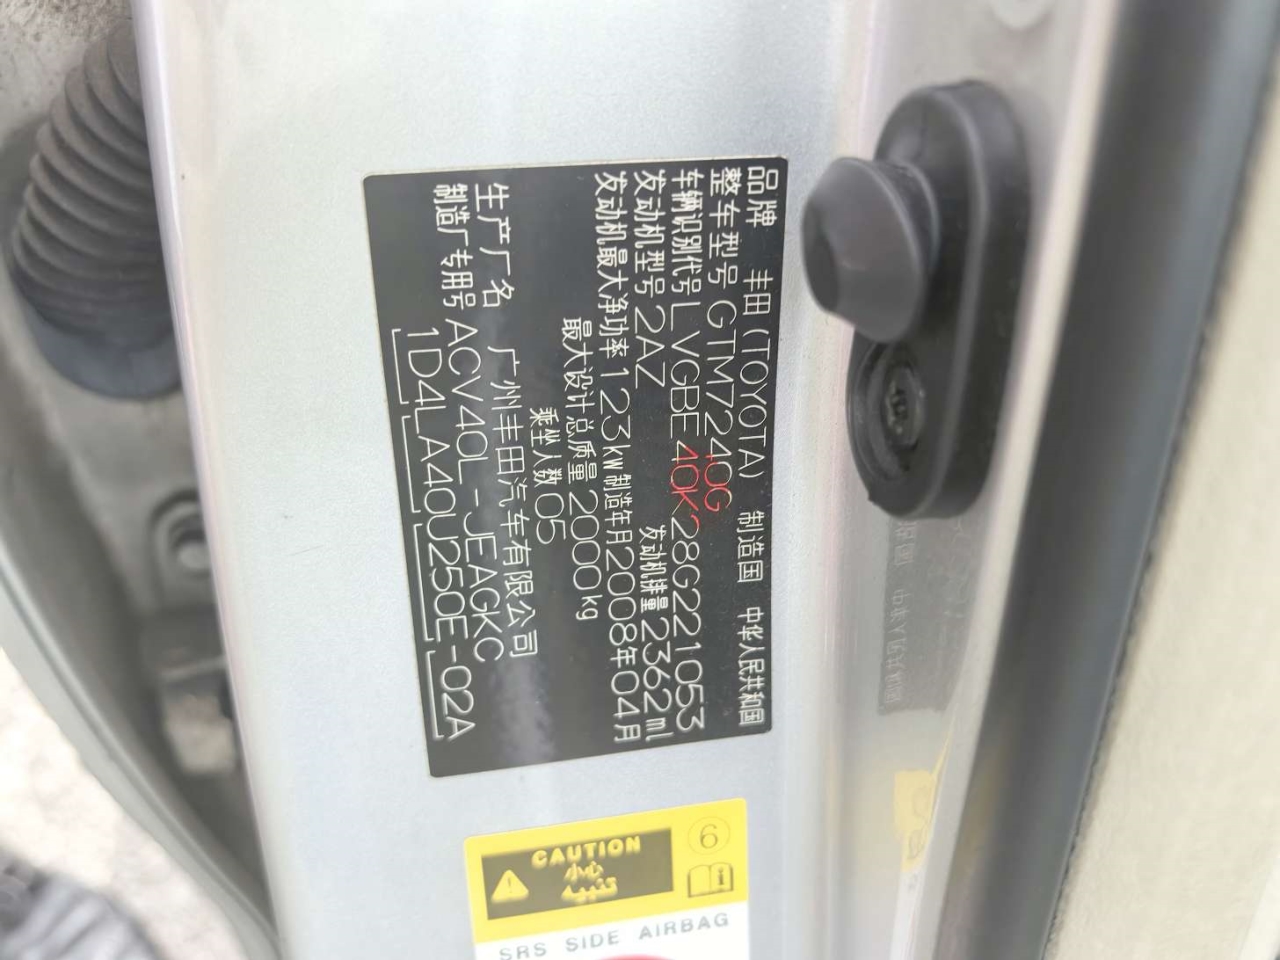 品牌 丰田(TOYOTA) 制造国 中华人民共和国
整车型号 GTM7240G
车辆识别代号 LVGBE40K28G221053
发动机型号 2AZ 发动机排量 2362ml
发动机最大净功率 123kW 制造年月 2008年04月
最大设计总质量 2000kg
乘坐人数 05
生产厂名 广州丰田汽车有限公司
制造厂专用号 ACV40L-JEAGKC
1D4LA40U250E-02A
6
CAUTION
小心
تنبيه
SRS SIDE AIRBAG